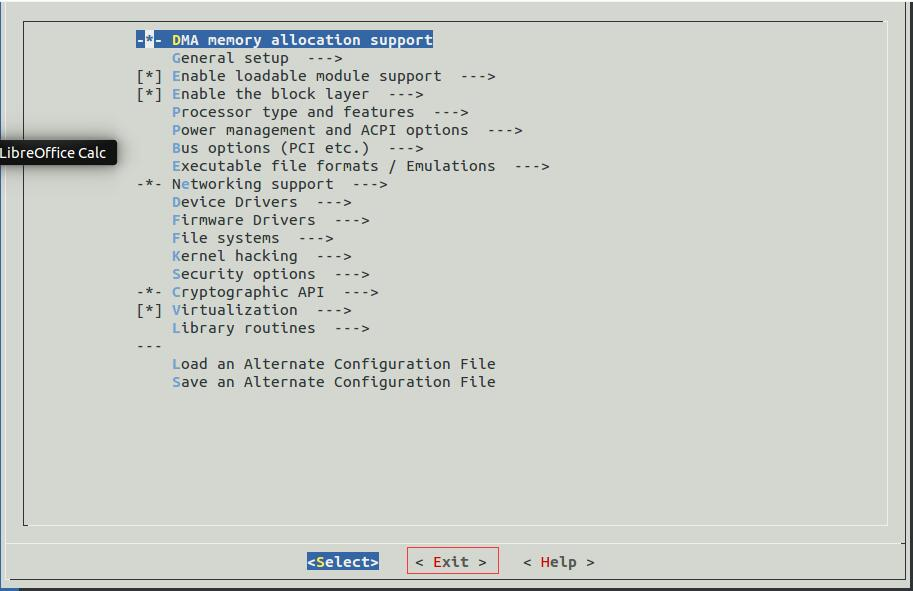 -*- DMA memory allocation support
General setup  --->
[*] Enable loadable module support  --->
[*] Enable the block layer  --->
Processor type and features  --->
Power management and ACPI options  --->
Bus options (PCI etc.)  --->
LibreOffice Calc
Executable file formats / Emulations  --->
-*- Networking support  --->
Device Drivers  --->
Firmware Drivers  --->
File systems  --->
Kernel hacking  --->
Security options  --->
-*- Cryptographic API  --->
[*] Virtualization  --->
Library routines  --->
---
Load an Alternate Configuration File
Save an Alternate Configuration File
<Select>    < Exit >    < Help >